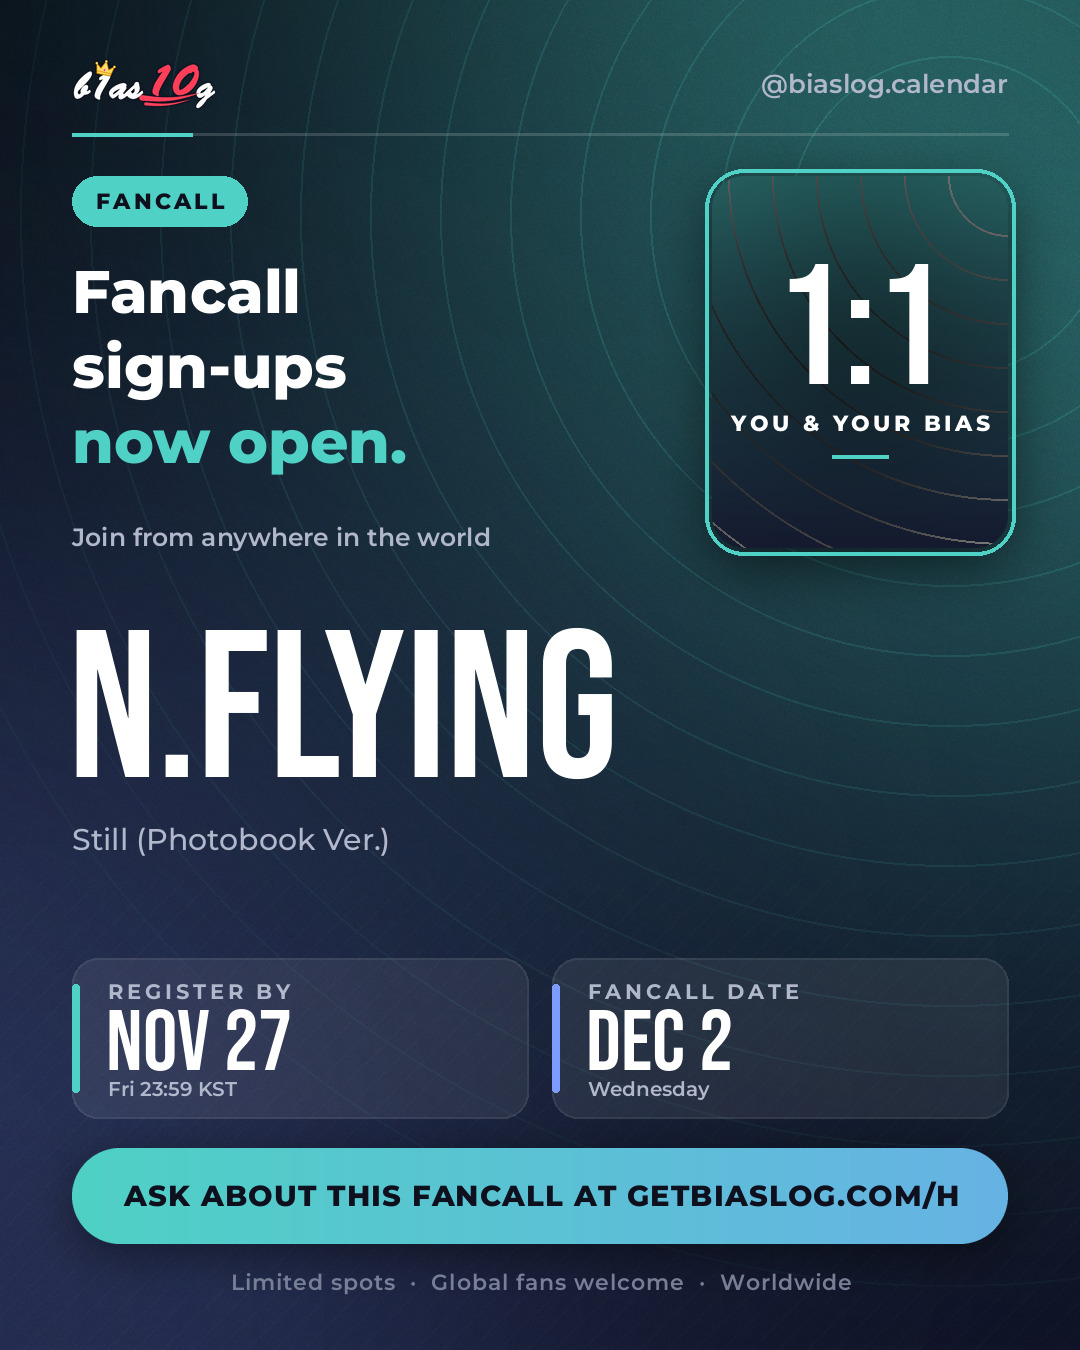 b1as10g
@biaslog.calendar
FANCALL
Fancall
sign-ups
now open.
Join from anywhere in the world
1:1
YOU & YOUR BIAS
N.FLYING
Still (Photobook Ver.)
REGISTER BY
NOV 27
Fri 23:59 KST
FANCALL DATE
DEC 2
Wednesday
ASK ABOUT THIS FANCALL AT GETBIASLOG.COM/H
Limited spots · Global fans welcome · Worldwide